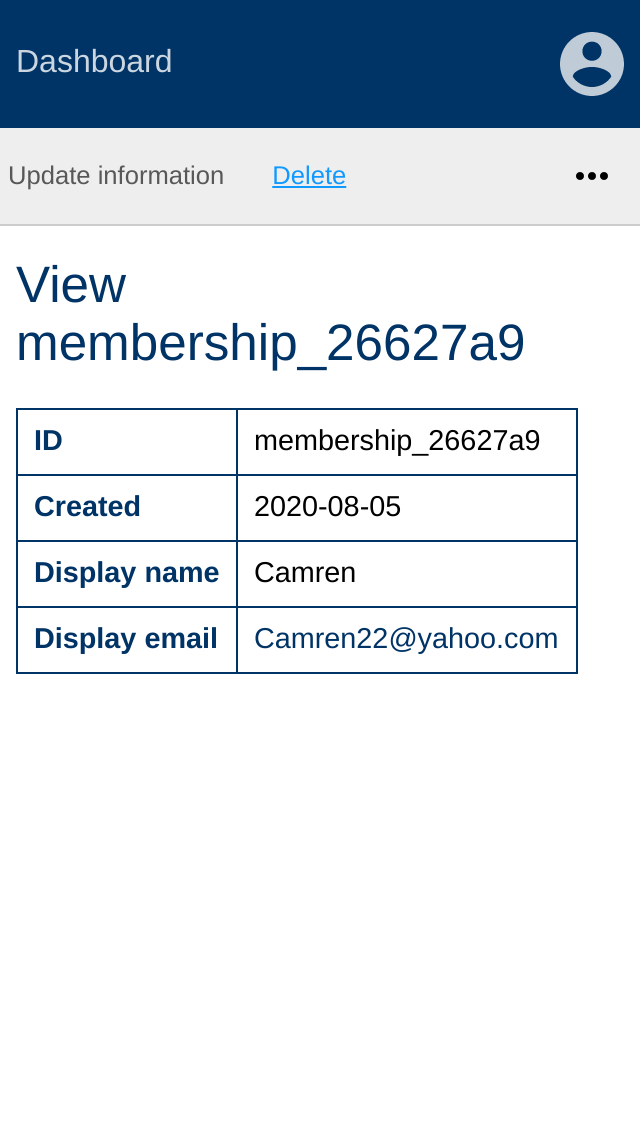 Dashboard
Update information Delete
View
membership_26627a9
ID membership_26627a9
Created 2020-08-05
Display name Camren
Display email Camren22@yahoo.com